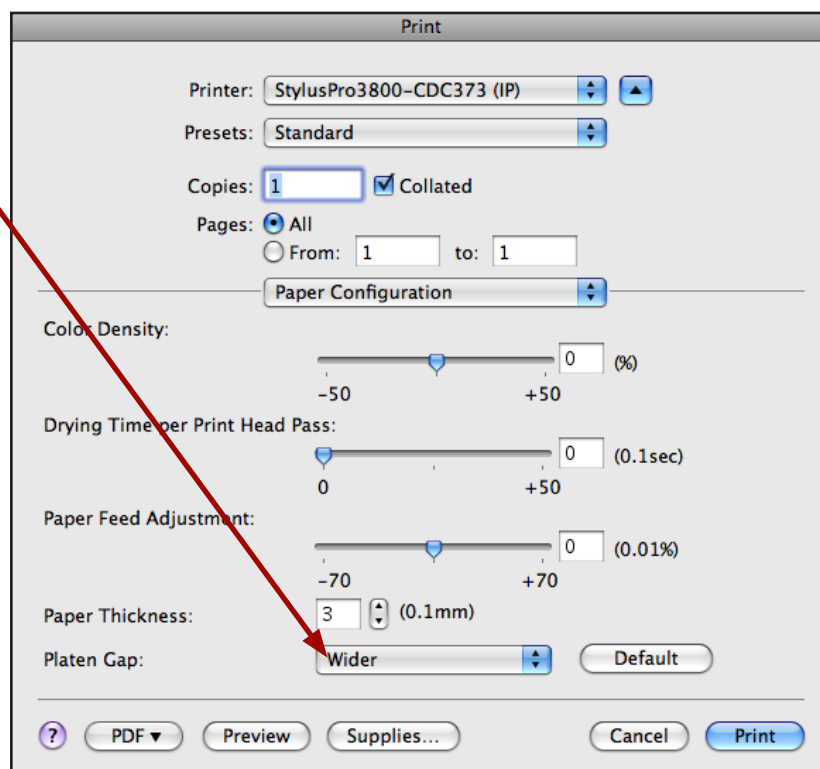 Print
Printer: StylusPro3800-CDC373 (IP)
Presets: Standard
Copies: 1 Collated
Pages: All
From: 1 to: 1
Paper Configuration
Color Density:
0 (%)
-50 +50
Drying Time per Print Head Pass:
0 (0.1sec)
0 +50
Paper Feed Adjustment:
0 (0.01%)
-70 +70
Paper Thickness: 3 (0.1mm)
Platen Gap: Wider Default
? PDF ▼ Preview Supplies... Cancel Print